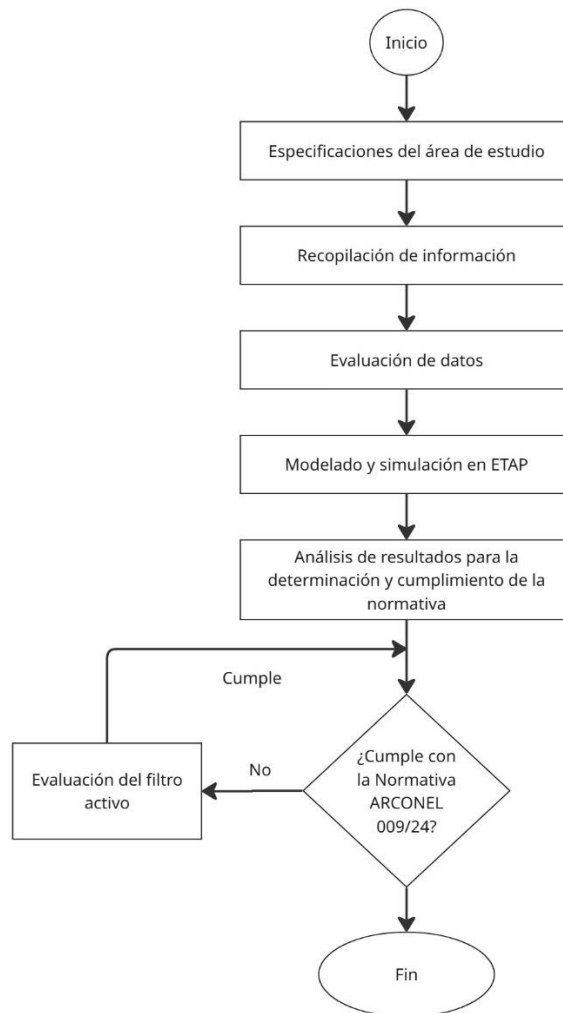 Inicio
Especificaciones del área de estudio
Recopilación de información
Evaluación de datos
Modelado y simulación en ETAP
Análisis de resultados para la
determinación y cumplimiento de la
normativa
Cumple
Evaluación del filtro
activo
No
¿Cumple con
la Normativa
ARCONEL
009/24?
Fin